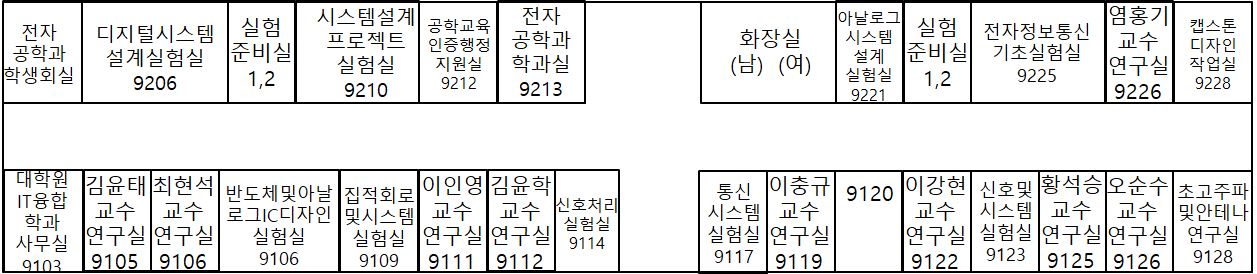 전자
공학과
학생회실
디지털시스템
설계실험실
9206
실험
준비실
1,2
시스템설계
프로젝트
실험실
9210
공학교육
인증행정
지원실
9212
전자
공학과
학과실
9213
화장실
(남) (여)
아날로그
시스템
설계
실험실
9221
실험
준비실
1,2
전자정보통신
기초실험실
9225
염홍기
교수
연구실
9226
캡스톤
디자인
작업실
9228
대학원
IT융합
학과
사무실
9103
김윤태
교수
연구실
9105
최현석
교수
연구실
9106
반도체및아날
로그IC디자인
실험실
9106
집적회로
및시스템
실험실
9109
이인영
교수
연구실
9111
김윤학
교수
연구실
9112
신호처리
실험실
9114
통신
시스템
실험실
9117
이충규
교수
연구실
9119
9120
이강현
교수
연구실
9122
신호및
시스템
실험실
9123
황석승
교수
연구실
9125
오순수
교수
연구실
9126
초고주파
및안테나
연구실
9128